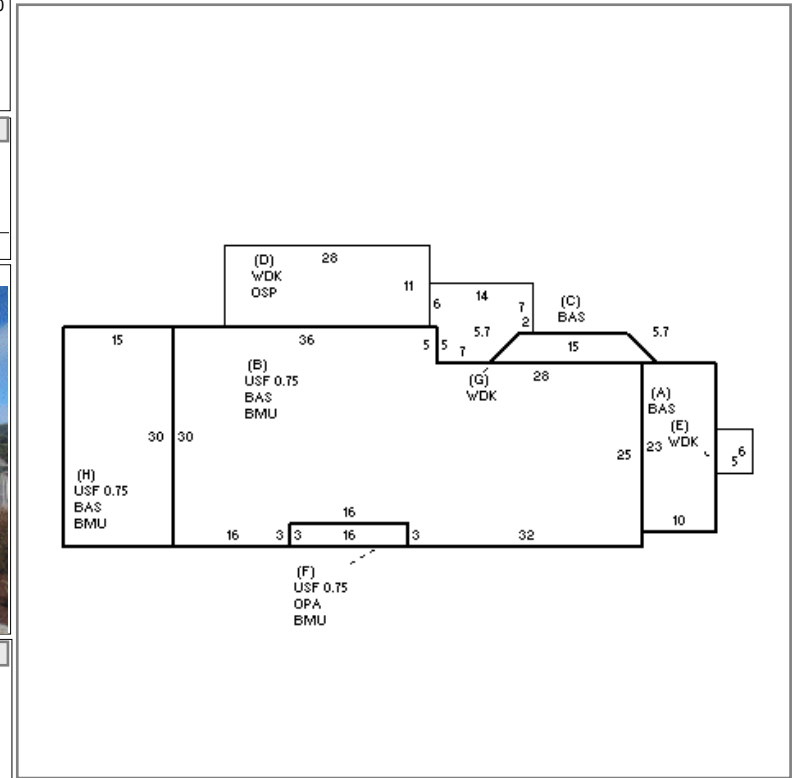 (D)
WDK
OSP
28
11
6
14
7
2
(C)
BAS
5.7
5.7
15
36
5
5
7
15
28
(B)
USF 0.75
BAS
BMU
(G)
WDK
(A)
BAS
(E)
WDK
30
30
25
23
6
5
(H)
USF 0.75
BAS
BMU
16
10
16
3
3
16
3
32
(F)
USF 0.75
OPA
BMU